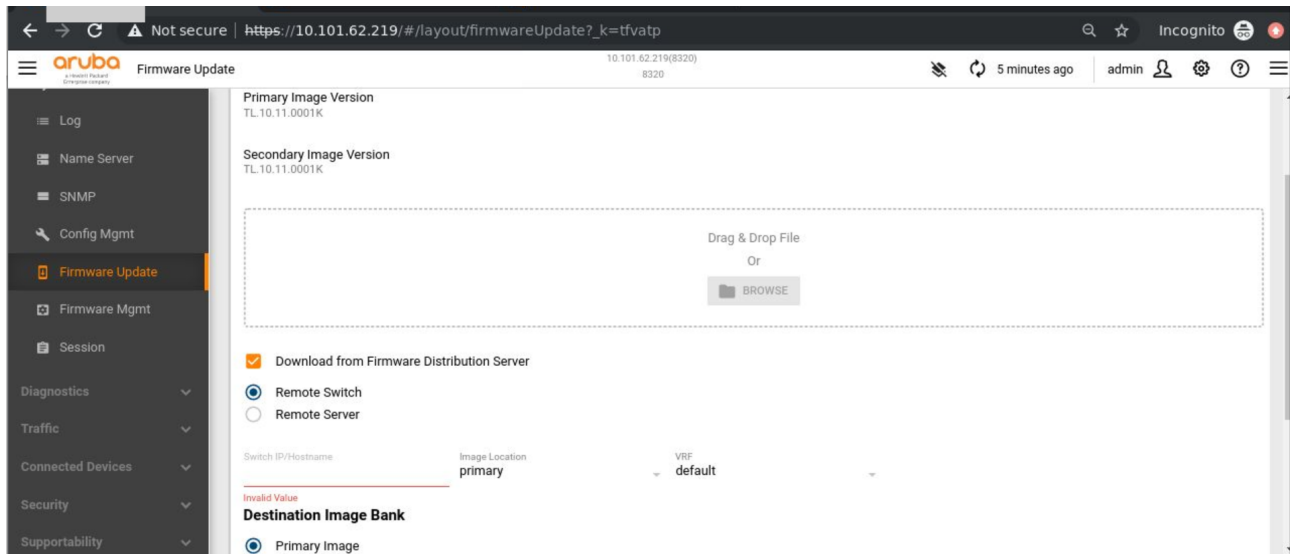 Not secure | https://10.101.62.219/#/layout/firmwareUpdate?_k=tfvatp
Incognito
aruba
a Hewlett Packard
Enterprise company
Firmware Update
10.101.62.219(8320)
8320
5 minutes ago
admin
Log
Name Server
SNMP
Config Mgmt
Firmware Update
Firmware Mgmt
Session
Diagnostics
Traffic
Connected Devices
Security
Supportability
Primary Image Version
TL.10.11.0001K
Secondary Image Version
TL.10.11.0001K
Drag & Drop File
Or
BROWSE
Download from Firmware Distribution Server
Remote Switch
Remote Server
Switch IP/Hostname
Image Location
primary
VRF
default
Invalid Value
Destination Image Bank
Primary Image